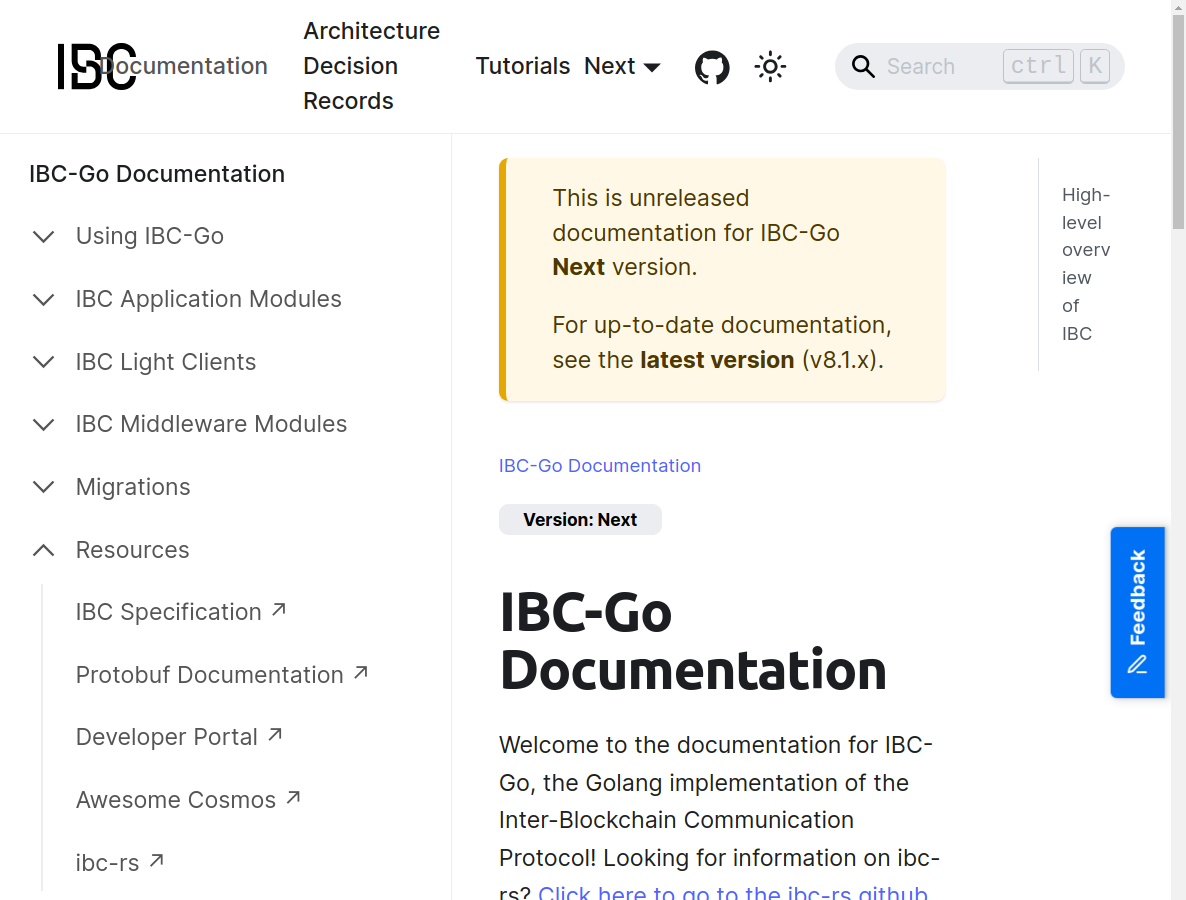 IBC
Documentation
Architecture
Decision
Records
Tutorials
Next
Search
ctrl
K
IBC-Go Documentation
Using IBC-Go
IBC Application Modules
IBC Light Clients
IBC Middleware Modules
Migrations
Resources
IBC Specification
Protobuf Documentation
Developer Portal
Awesome Cosmos
ibc-rs
This is unreleased
documentation for IBC-Go
Next version.
For up-to-date documentation,
see the latest version (v8.1.x).
IBC-Go Documentation
Version: Next
IBC-Go
Documentation
Welcome to the documentation for IBC-
Go, the Golang implementation of the
Inter-Blockchain Communication
Protocol! Looking for information on ibc-
rs? Click here to go to the ibc-rs github
High-
level
overv
iew
of
IBC
Feedback